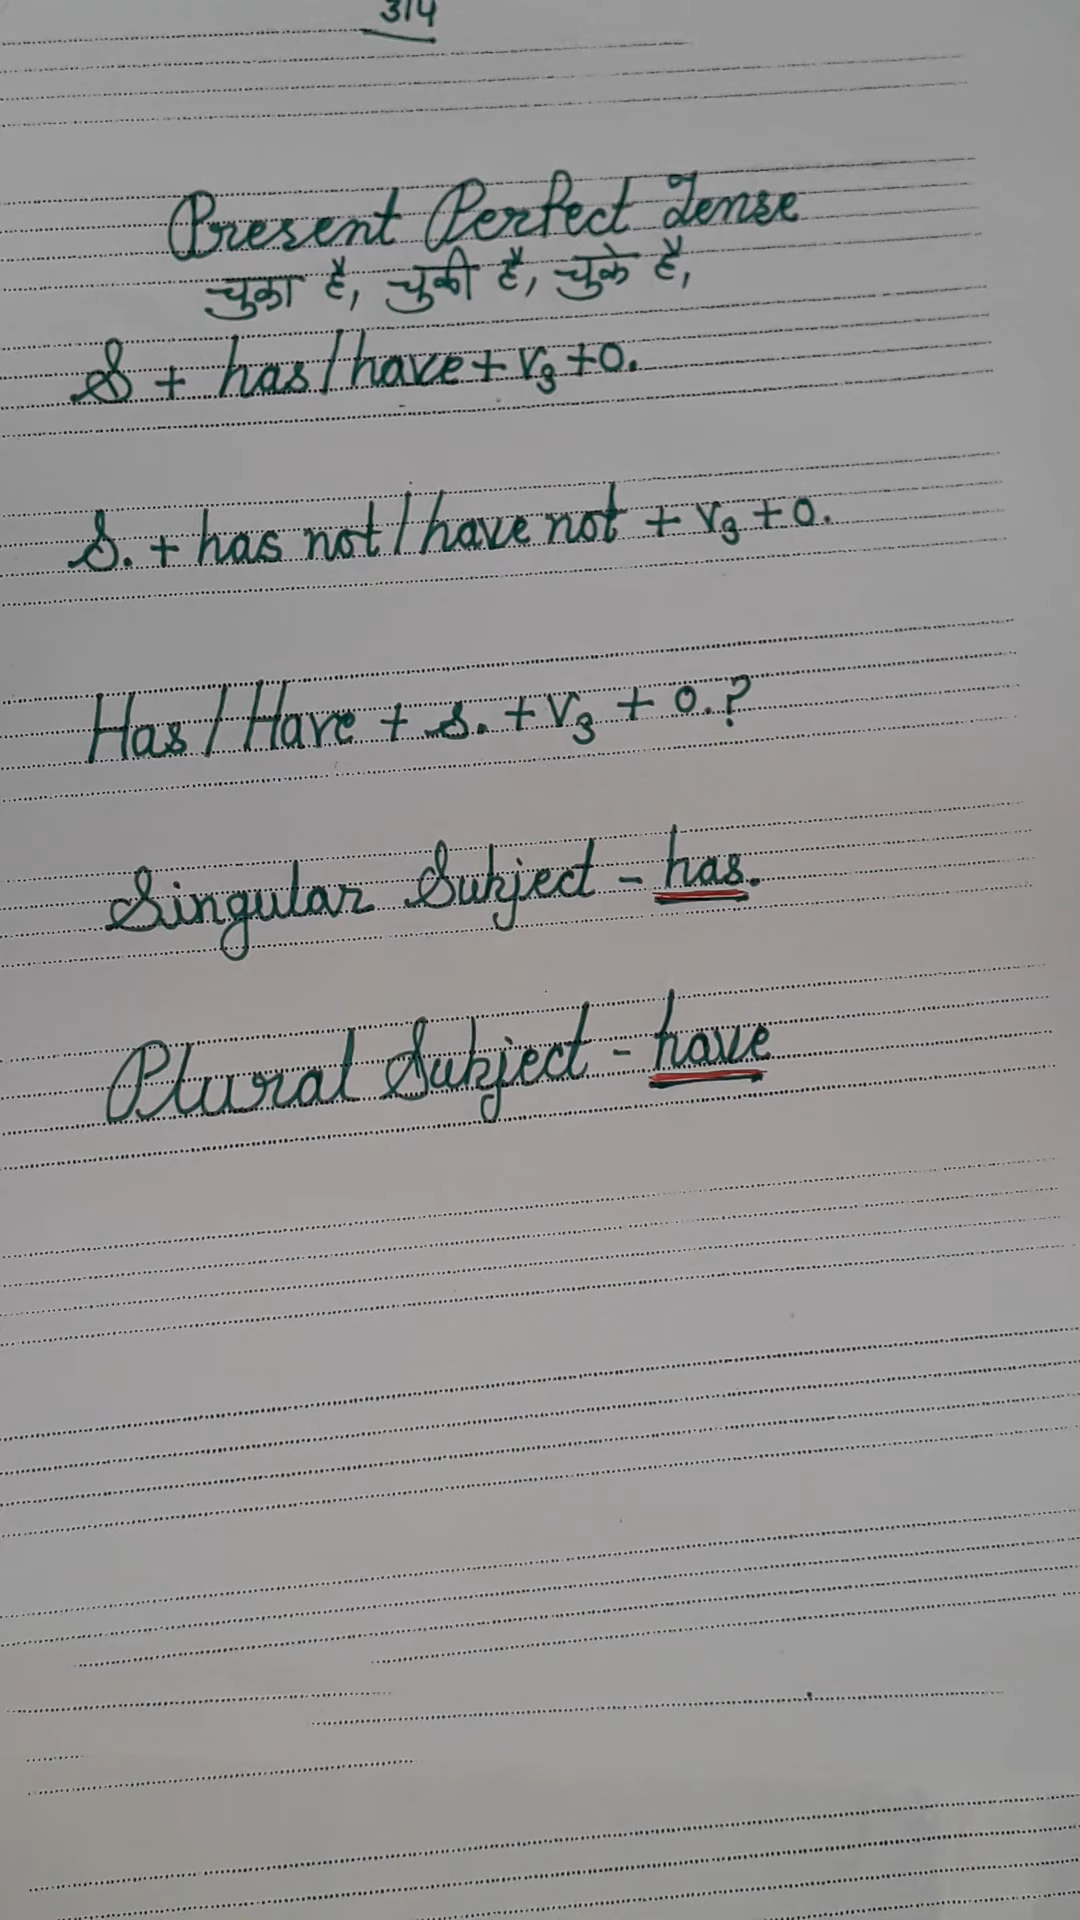 314
Present Perfect Tense
चुका है, चुकी है, चुके है,
S + has/have + V3 + O.
S. + has not/have not + V3 + O.
Has/Have + S. + V3 + O.?
Singular Subject - has.
Plural Subject - have